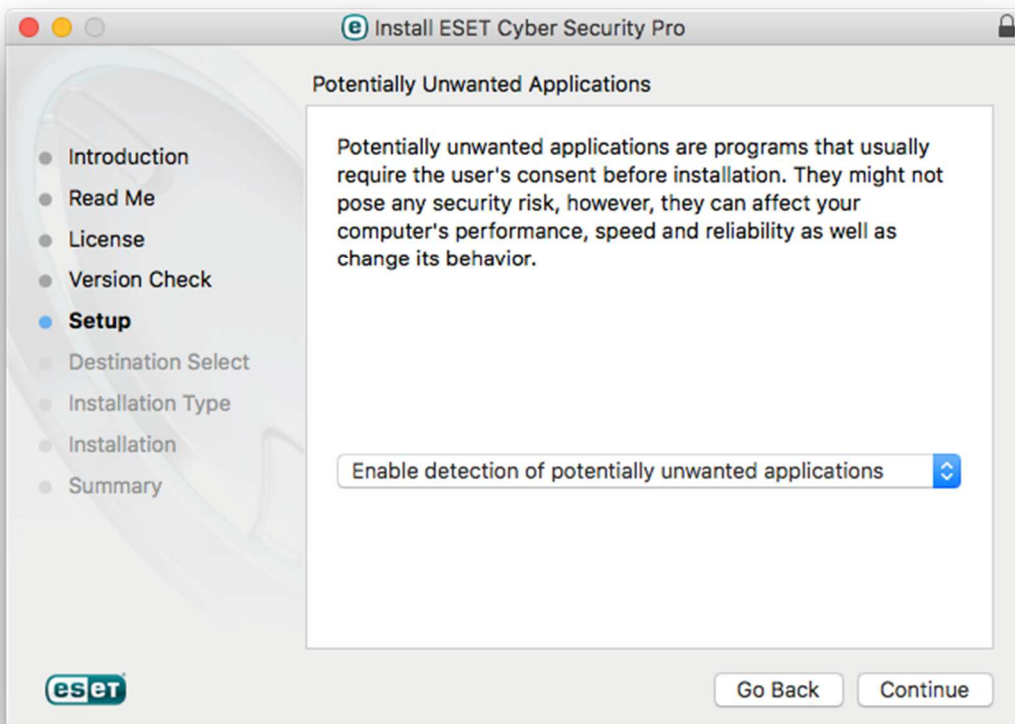 Install ESET Cyber Security Pro
Potentially Unwanted Applications
Introduction
Read Me
License
Version Check
Setup
Destination Select
Installation Type
Installation
Summary
Potentially unwanted applications are programs that usually
require the user's consent before installation. They might not
pose any security risk, however, they can affect your
computer's performance, speed and reliability as well as
change its behavior.
Enable detection of potentially unwanted applications
eset
Go Back
Continue